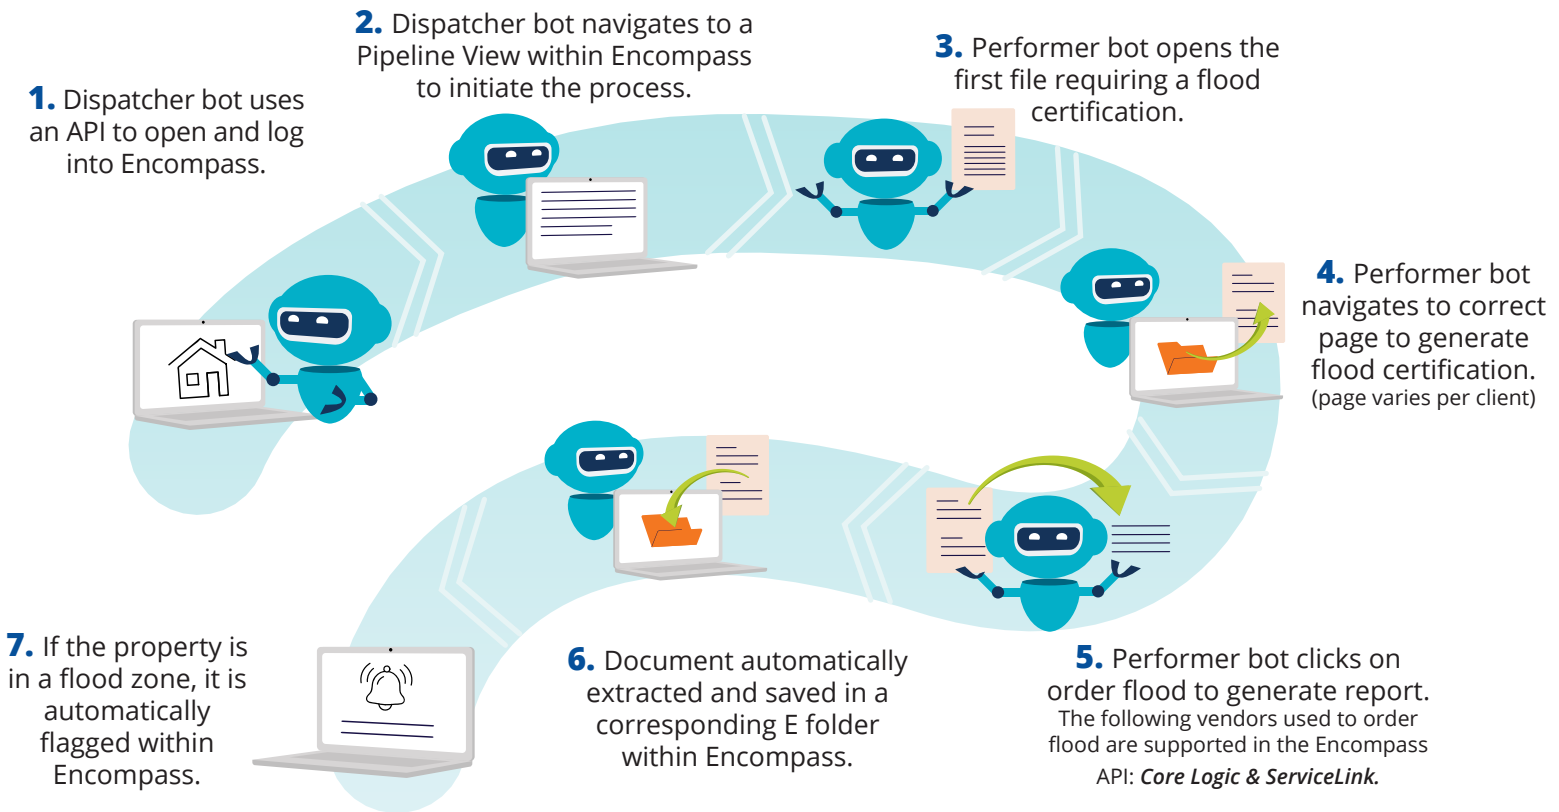 1. Dispatcher bot uses
an API to open and log
into Encompass.
2. Dispatcher bot navigates to a
Pipeline View within Encompass
to initiate the process.
3. Performer bot opens the
first file requiring a flood
certification.
4. Performer bot
navigates to correct
page to generate
flood certification.
(page varies per client)
5. Performer bot clicks on
order flood to generate report.
The following vendors used to order
flood are supported in the Encompass
API: Core Logic & ServiceLink.
6. Document automatically
extracted and saved in a
corresponding E folder
within Encompass.
7. If the property is
in a flood zone, it is
automatically
flagged within
Encompass.